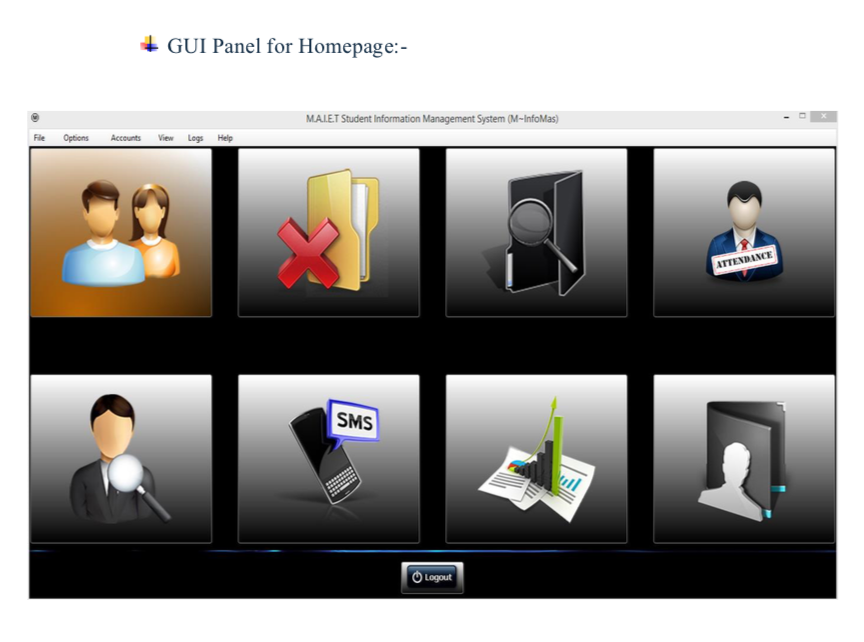 GUI Panel for Homepage:-
M.A.I.E.T Student Information Management System (M~InfoMas)
File Options Accounts View Logs Help
ATTENDANCE
SMS
Logout